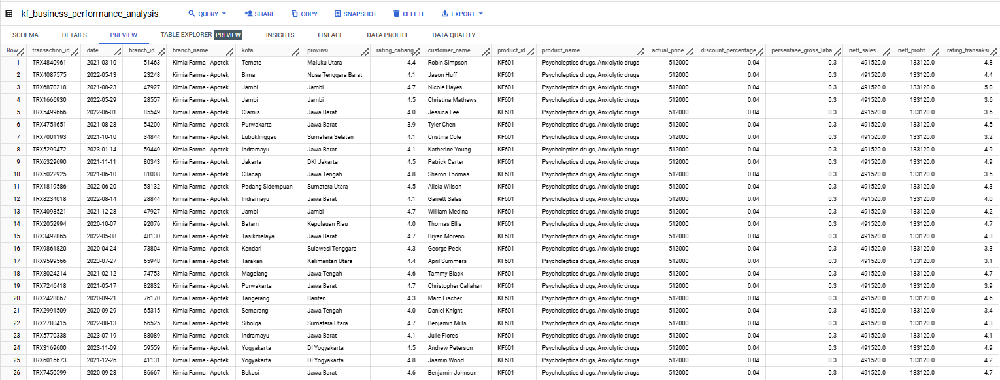 kf_business_performance_analysis QUERY SHARE COPY SNAPSHOT DELETE EXPORT
SCHEMA DETAILS PREVIEW TABLE EXPLORER PREVIEW INSIGHTS LINEAGE DATA PROFILE DATA QUALITY
Row transaction_id date branch_id branch_name kota provinsi rating_cabang customer_name product_id product_name actual_price discount_percentage persentase_gross_laba nett_sales nett_profit rating_transaksi
1 TRX4840961 2021-03-10 51463 Kimia Farma - Apotek Ternate Maluku Utara 4.4 Robin Simpson KF601 Psycholeptics drugs, Anxiolytic drugs 512000 0.04 0.3 491520.0 133120.0 4.8
2 TRX4087575 2022-05-13 23248 Kimia Farma - Apotek Bima Nusa Tenggara Barat 4.1 Jason Huff KF601 Psycholeptics drugs, Anxiolytic drugs 512000 0.04 0.3 491520.0 133120.0 4.4
3 TRX6870218 2021-08-23 47927 Kimia Farma - Apotek Jambi Jambi 4.7 Nicole Hayes KF601 Psycholeptics drugs, Anxiolytic drugs 512000 0.04 0.3 491520.0 133120.0 5.0
4 TRX1666930 2022-05-29 28557 Kimia Farma - Apotek Jambi Jambi 4.5 Christina Mathews KF601 Psycholeptics drugs, Anxiolytic drugs 512000 0.04 0.3 491520.0 133120.0 3.6
5 TRX5499666 2022-06-01 85549 Kimia Farma - Apotek Ciamis Jawa Barat 4.0 Jessica Lee KF601 Psycholeptics drugs, Anxiolytic drugs 512000 0.04 0.3 491520.0 133120.0 3.6
6 TRX4751651 2021-08-28 54200 Kimia Farma - Apotek Purwakarta Jawa Barat 3.9 Tyler Chen KF601 Psycholeptics drugs, Anxiolytic drugs 512000 0.04 0.3 491520.0 133120.0 4.5
7 TRX7001193 2021-10-10 34844 Kimia Farma - Apotek Lubuklinggau Sumatera Selatan 4.1 Cristina Cole KF601 Psycholeptics drugs, Anxiolytic drugs 512000 0.04 0.3 491520.0 133120.0 3.2
8 TRX5299472 2023-01-14 59449 Kimia Farma - Apotek Indramayu Jawa Barat 4.1 Katherine Young KF601 Psycholeptics drugs, Anxiolytic drugs 512000 0.04 0.3 491520.0 133120.0 4.9
9 TRX6329690 2021-11-11 80343 Kimia Farma - Apotek Jakarta DKI Jakarta 4.5 Patrick Carter KF601 Psycholeptics drugs, Anxiolytic drugs 512000 0.04 0.3 491520.0 133120.0 4.9
10 TRX5022925 2021-06-10 81008 Kimia Farma - Apotek Cilacap Jawa Tengah 4.8 Sharon Thomas KF601 Psycholeptics drugs, Anxiolytic drugs 512000 0.04 0.3 491520.0 133120.0 3.5
11 TRX1819586 2022-06-20 58132 Kimia Farma - Apotek Padang Sidempuan Sumatera Utara 4.5 Alicia Wilson KF601 Psycholeptics drugs, Anxiolytic drugs 512000 0.04 0.3 491520.0 133120.0 4.3
12 TRX8234018 2022-08-14 28844 Kimia Farma - Apotek Indramayu Jawa Barat 4.1 Garrett Salas KF601 Psycholeptics drugs, Anxiolytic drugs 512000 0.04 0.3 491520.0 133120.0 4.0
13 TRX4093521 2021-12-28 47927 Kimia Farma - Apotek Jambi Jambi 4.7 William Medina KF601 Psycholeptics drugs, Anxiolytic drugs 512000 0.04 0.3 491520.0 133120.0 4.2
14 TRX2052994 2020-10-07 92076 Kimia Farma - Apotek Batam Kepulauan Riau 4.0 Thomas Ellis KF601 Psycholeptics drugs, Anxiolytic drugs 512000 0.04 0.3 491520.0 133120.0 4.7
15 TRX3492865 2022-05-08 48130 Kimia Farma - Apotek Tasikmalaya Jawa Barat 4.7 Bryan Moreno KF601 Psycholeptics drugs, Anxiolytic drugs 512000 0.04 0.3 491520.0 133120.0 4.3
16 TRX9861820 2020-04-24 73804 Kimia Farma - Apotek Kendari Sulawesi Tenggara 4.3 George Peck KF601 Psycholeptics drugs, Anxiolytic drugs 512000 0.04 0.3 491520.0 133120.0 3.3
17 TRX9599566 2023-07-27 65948 Kimia Farma - Apotek Tarakan Kalimantan Utara 4.4 April Summers KF601 Psycholeptics drugs, Anxiolytic drugs 512000 0.04 0.3 491520.0 133120.0 3.1
18 TRX8024214 2021-02-12 74753 Kimia Farma - Apotek Magelang Jawa Tengah 4.6 Tammy Black KF601 Psycholeptics drugs, Anxiolytic drugs 512000 0.04 0.3 491520.0 133120.0 4.7
19 TRX7246418 2021-05-17 82832 Kimia Farma - Apotek Purwakarta Jawa Barat 4.7 Christopher Callahan KF601 Psycholeptics drugs, Anxiolytic drugs 512000 0.04 0.3 491520.0 133120.0 3.9
20 TRX2428067 2020-09-21 76170 Kimia Farma - Apotek Tangerang Banten 4.3 Marc Fischer KF601 Psycholeptics drugs, Anxiolytic drugs 512000 0.04 0.3 491520.0 133120.0 4.6
21 TRX2991509 2020-09-29 65315 Kimia Farma - Apotek Semarang Jawa Tengah 4.0 Daniel Knight KF601 Psycholeptics drugs, Anxiolytic drugs 512000 0.04 0.3 491520.0 133120.0 3.4
22 TRX2780415 2022-08-13 66525 Kimia Farma - Apotek Sibolga Sumatera Utara 4.7 Benjamin Mills KF601 Psycholeptics drugs, Anxiolytic drugs 512000 0.04 0.3 491520.0 133120.0 4.3
23 TRX5770338 2023-07-19 88089 Kimia Farma - Apotek Indramayu Jawa Barat 4.1 Julie Flores KF601 Psycholeptics drugs, Anxiolytic drugs 512000 0.04 0.3 491520.0 133120.0 4.1
24 TRX3169600 2023-11-09 59559 Kimia Farma - Apotek Yogyakarta DI Yogyakarta 4.5 Andrew Peterson KF601 Psycholeptics drugs, Anxiolytic drugs 512000 0.04 0.3 491520.0 133120.0 4.9
25 TRX6016673 2021-12-26 41131 Kimia Farma - Apotek Yogyakarta DI Yogyakarta 4.8 Jasmin Wood KF601 Psycholeptics drugs, Anxiolytic drugs 512000 0.04 0.3 491520.0 133120.0 4.2
26 TRX7450599 2020-09-23 86667 Kimia Farma - Apotek Bekasi Jawa Barat 4.6 Benjamin Johnson KF601 Psycholeptics drugs, Anxiolytic drugs 512000 0.04 0.3 491520.0 133120.0 4.7